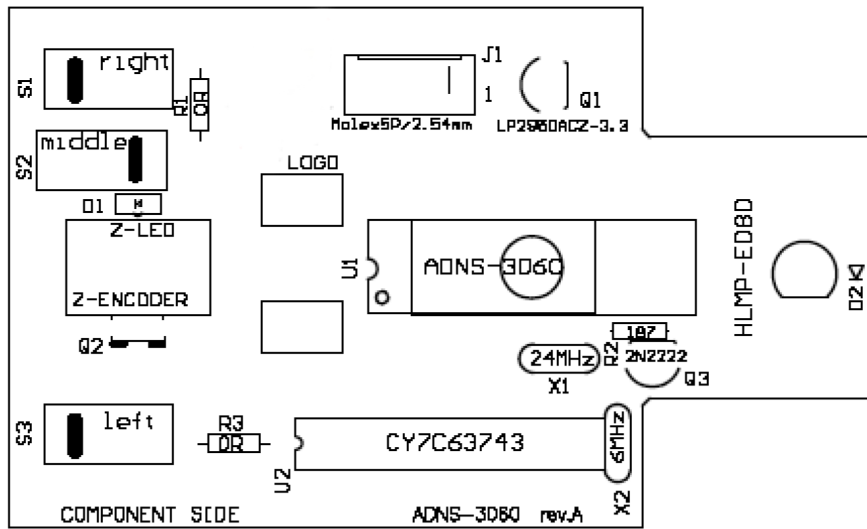 S1
right
R1
0R
J1
1
Molex5P/2.54mm
Q1
LP2960ACZ-3.3
S2
middle
D1
Z-LED
Z-ENCODER
Q2
LOGO
U1
ADNS-3060
HLMP-ED80
D2
187
R2
2N2222
Q3
24MHz
X1
S3
left
R3
0R
U2
CY7C63743
6MHz
X2
COMPONENT SIDE
ADNS-3060 rev.A